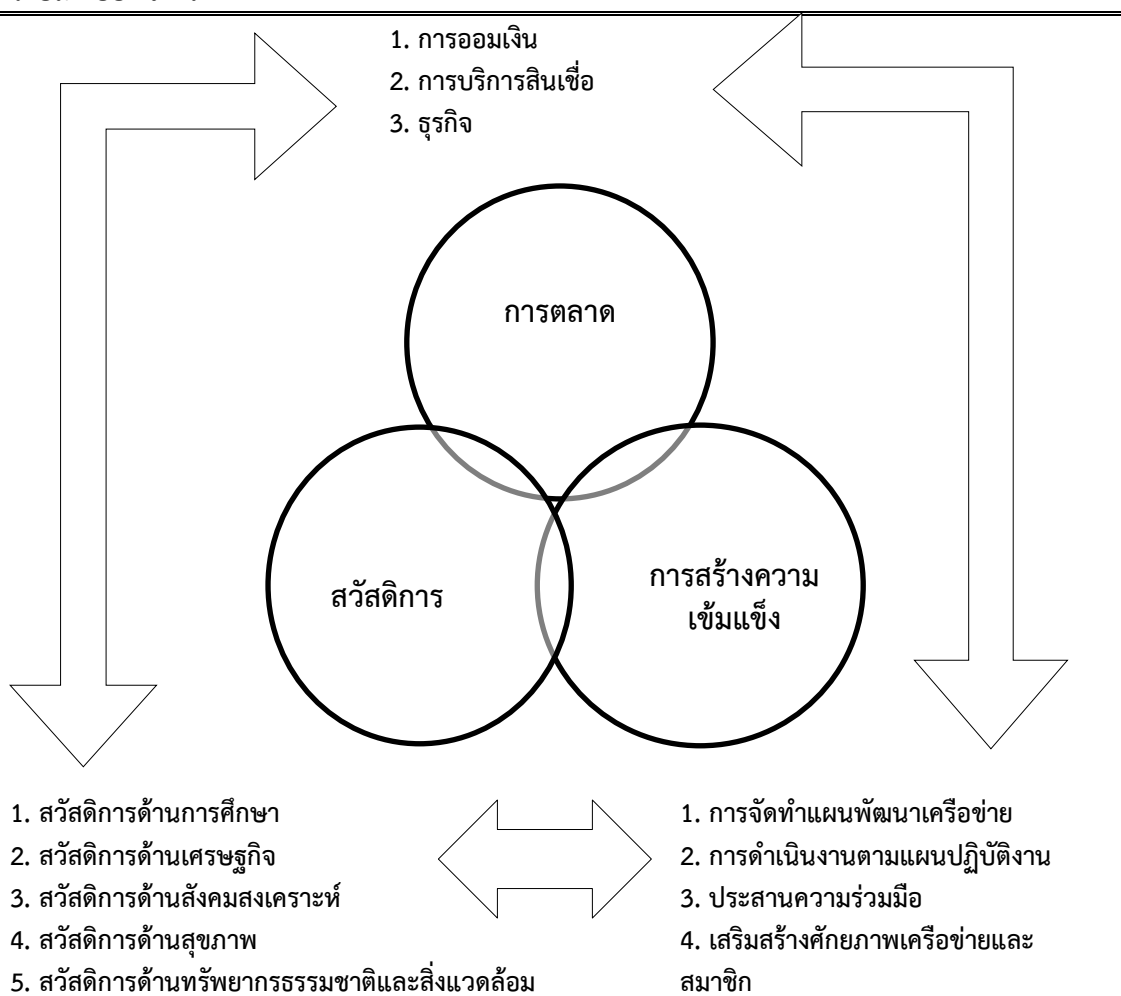 1. การออมเงิน
2. การบริการสินเชื่อ
3. ธุรกิจ
การตลาด
สวัสดิการ
การสร้างความ
เข้มแข็ง
1. สวัสดิการด้านการศึกษา
2. สวัสดิการด้านเศรษฐกิจ
3. สวัสดิการด้านสังคมสงเคราะห์
4. สวัสดิการด้านสุขภาพ
5. สวัสดิการด้านทรัพยากรธรรมชาติและสิ่งแวดล้อม
1. การจัดทำแผนพัฒนาเครือข่าย
2. การดำเนินงานตามแผนปฏิบัติงาน
3. ประสานความร่วมมือ
4. เสริมสร้างศักยภาพเครือข่ายและ
สมาชิก